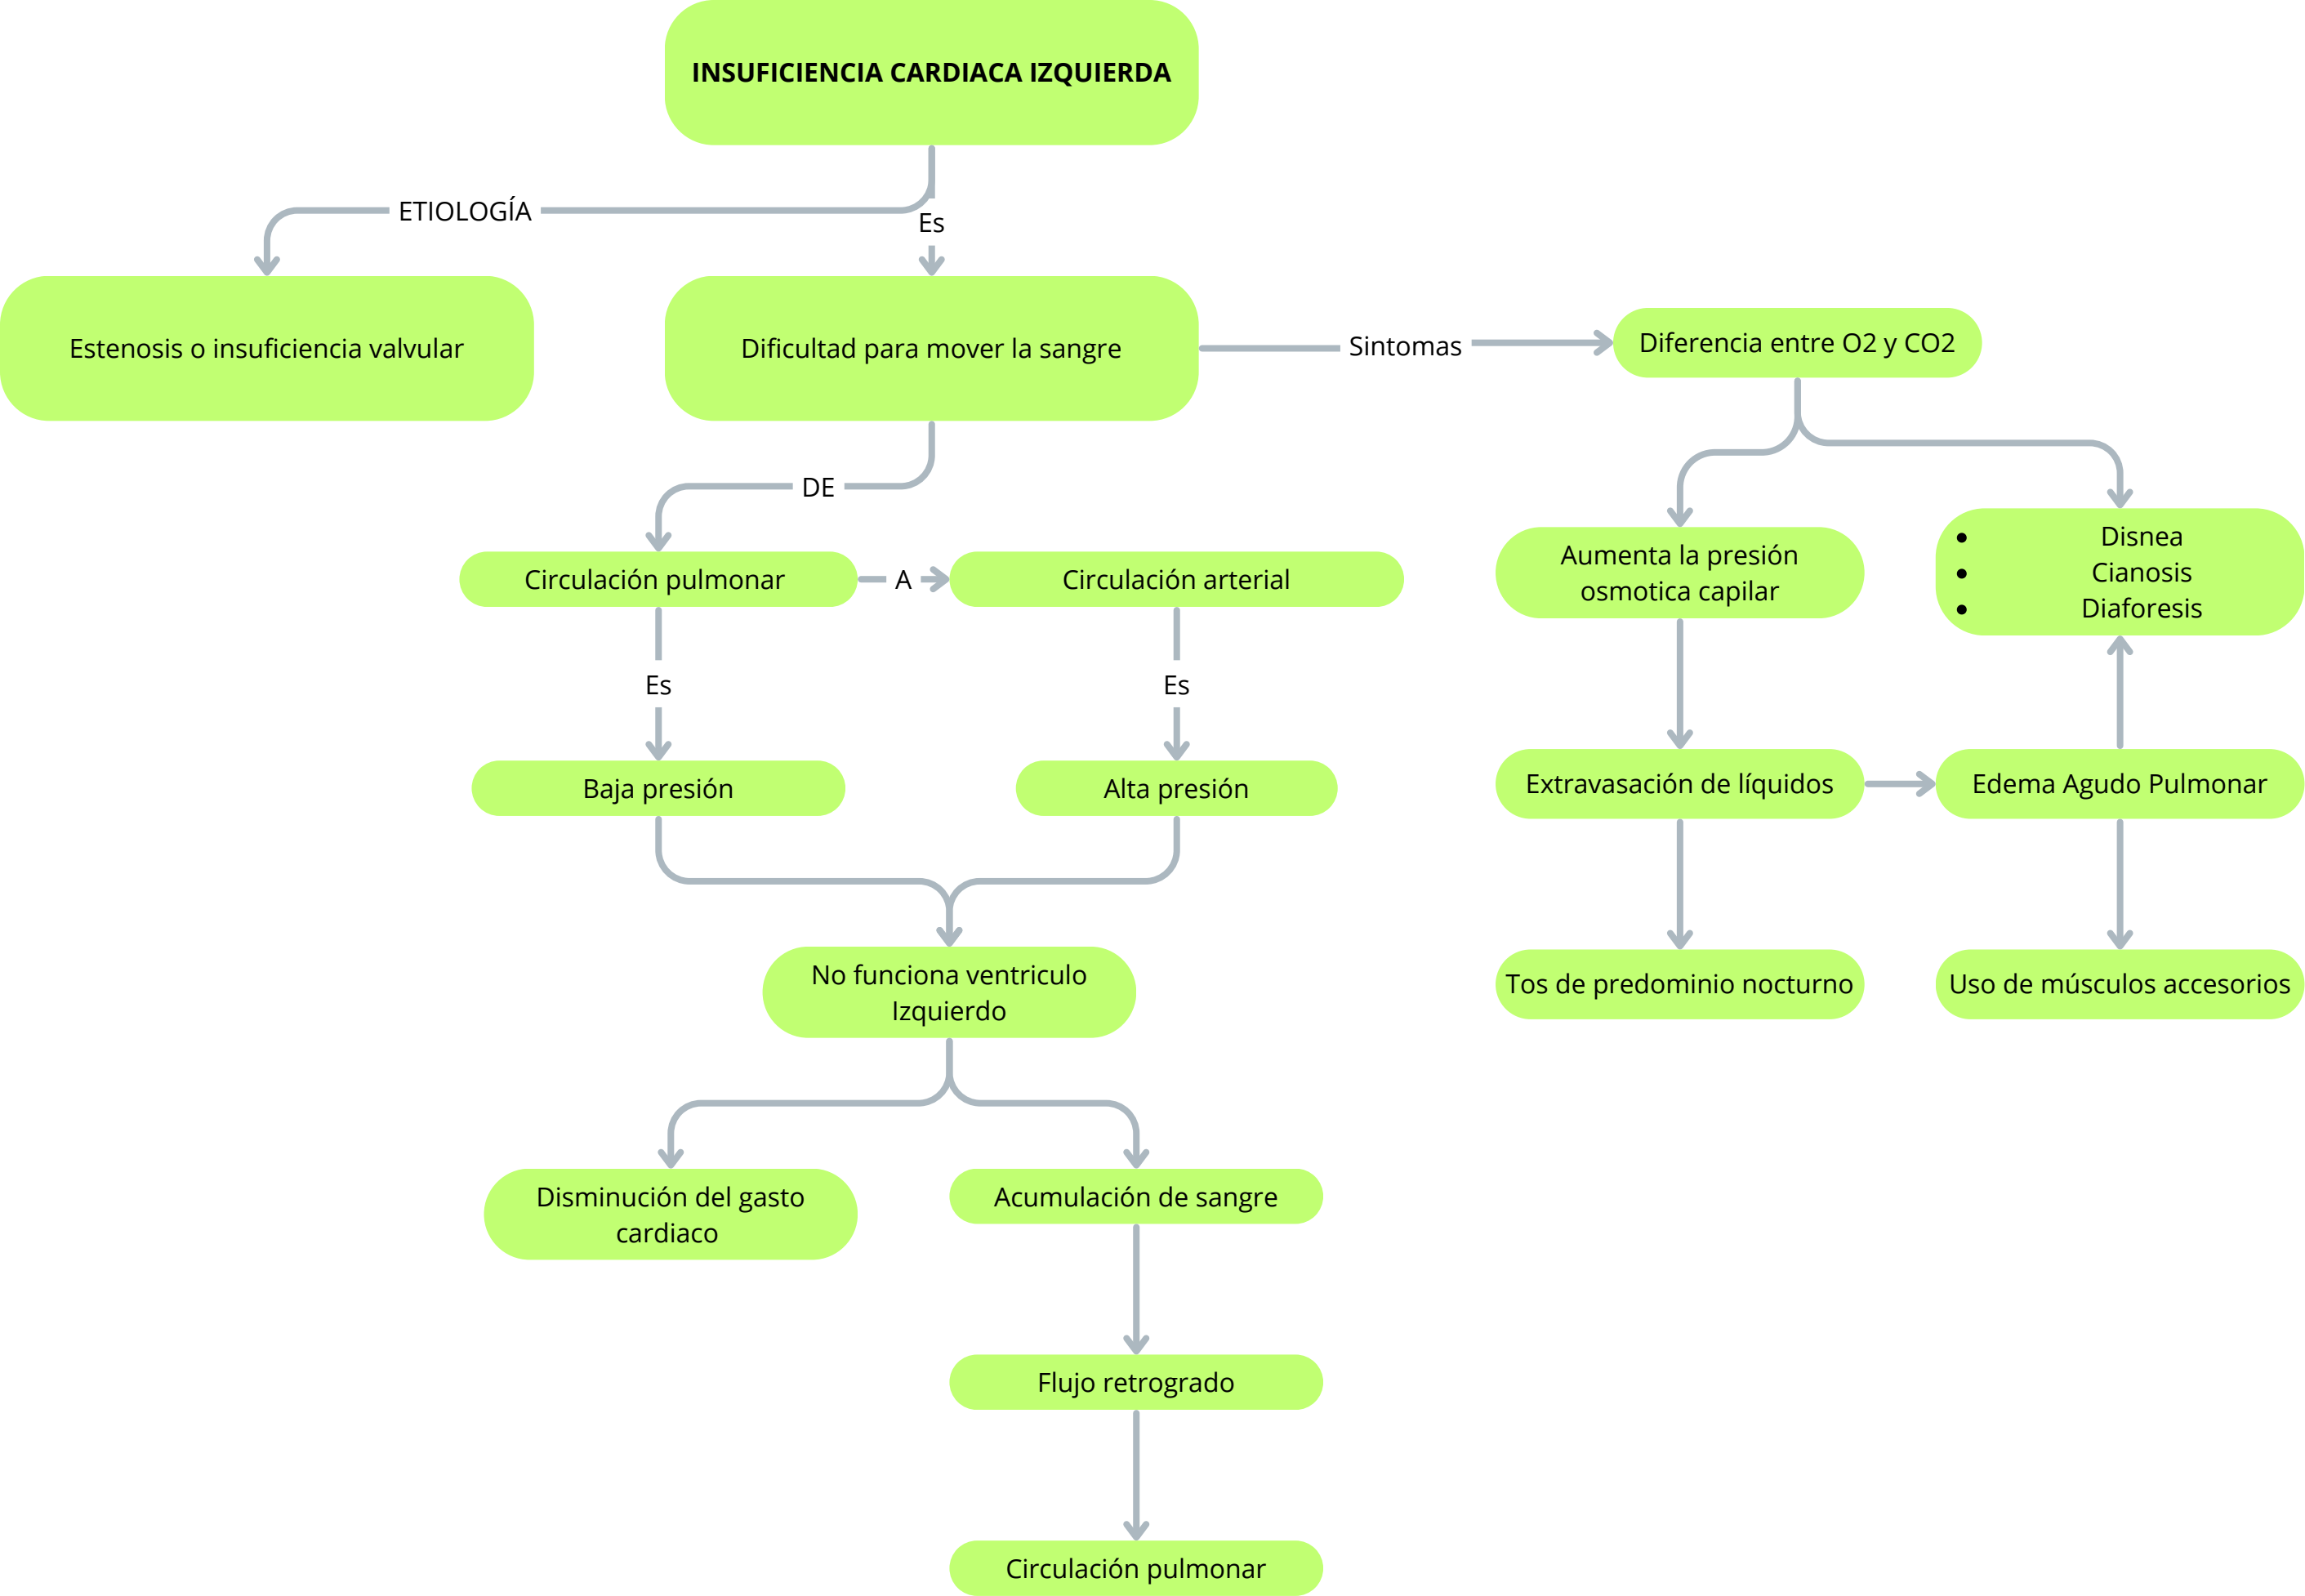 INSUFICIENCIA CARDIACA IZQUIERDA
ETIOLOGÍA
Es
Estenosis o insuficiencia valvular
Dificultad para mover la sangre
Sintomas
Diferencia entre O2 y CO2
DE
Circulación pulmonar
A
Circulación arterial
Aumenta la presión
osmotica capilar
• Disnea
• Cianosis
• Diaforesis
Es
Es
Baja presión
Alta presión
Extravasación de líquidos
Edema Agudo Pulmonar
No funciona ventriculo
Izquierdo
Tos de predominio nocturno
Uso de músculos accesorios
Disminución del gasto
cardiaco
Acumulación de sangre
Flujo retrogrado
Circulación pulmonar